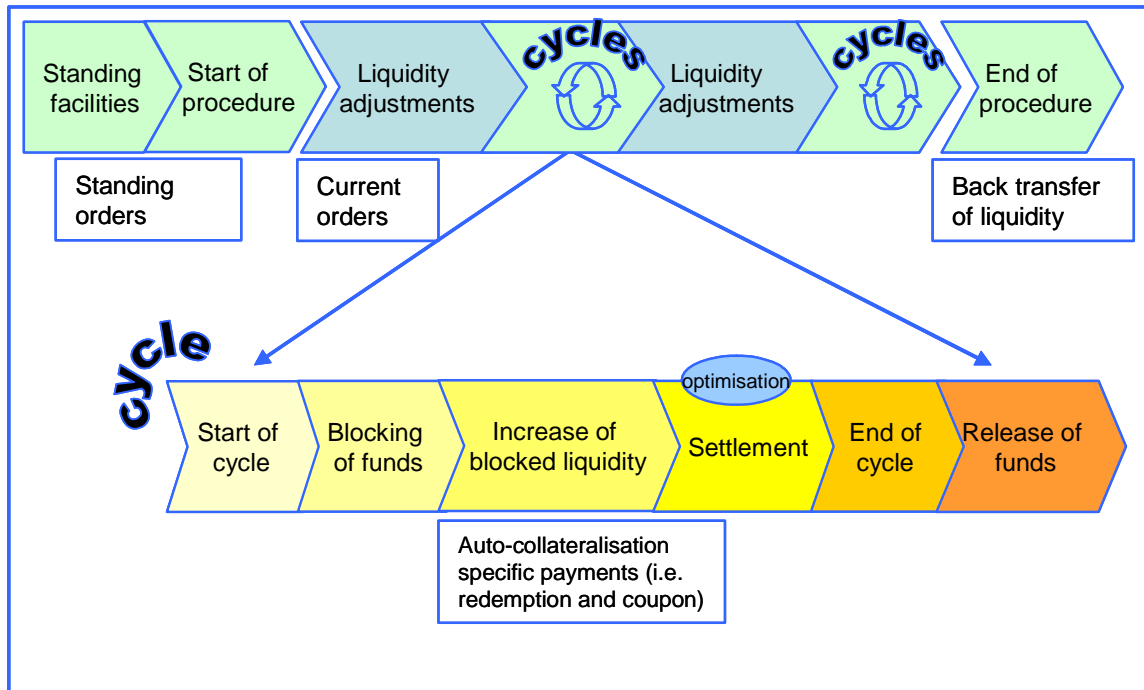 Standing
facilities
Start of
procedure
Liquidity
adjustments
cycles
Liquidity
adjustments
cycles
End of
procedure
Standing
orders
Current
orders
Back transfer
of liquidity
cycle
optimisation
Start of
cycle
Blocking
of funds
Increase of
blocked liquidity
Settlement
End of
cycle
Release of
funds
Auto-collateralisation
specific payments (i.e.
redemption and coupon)